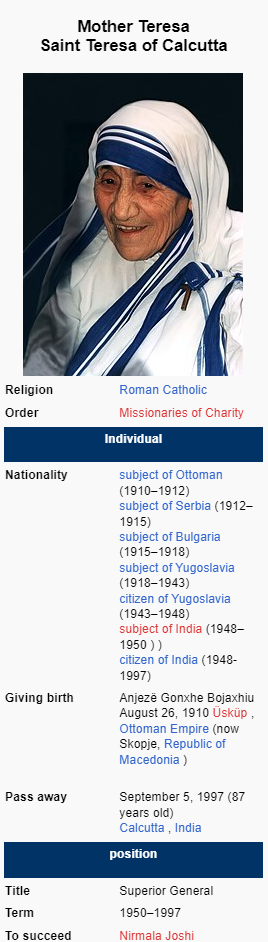 Mother Teresa
Saint Teresa of Calcutta
Religion Roman Catholic
Order Missionaries of Charity
Individual
Nationality subject of Ottoman
(1910–1912)
subject of Serbia (1912–
1915)
subject of Bulgaria
(1915–1918)
subject of Yugoslavia
(1918–1943)
citizen of Yugoslavia
(1943–1948)
subject of India (1948–
1950 ) )
citizen of India (1948-
1997)
Giving birth Anjezë Gonxhe Bojaxhiu
August 26, 1910 Üsküp ,
Ottoman Empire (now
Skopje, Republic of
Macedonia )
Pass away September 5, 1997 (87
years old)
Calcutta , India
position
Title Superior General
Term 1950–1997
To succeed Nirmala Joshi